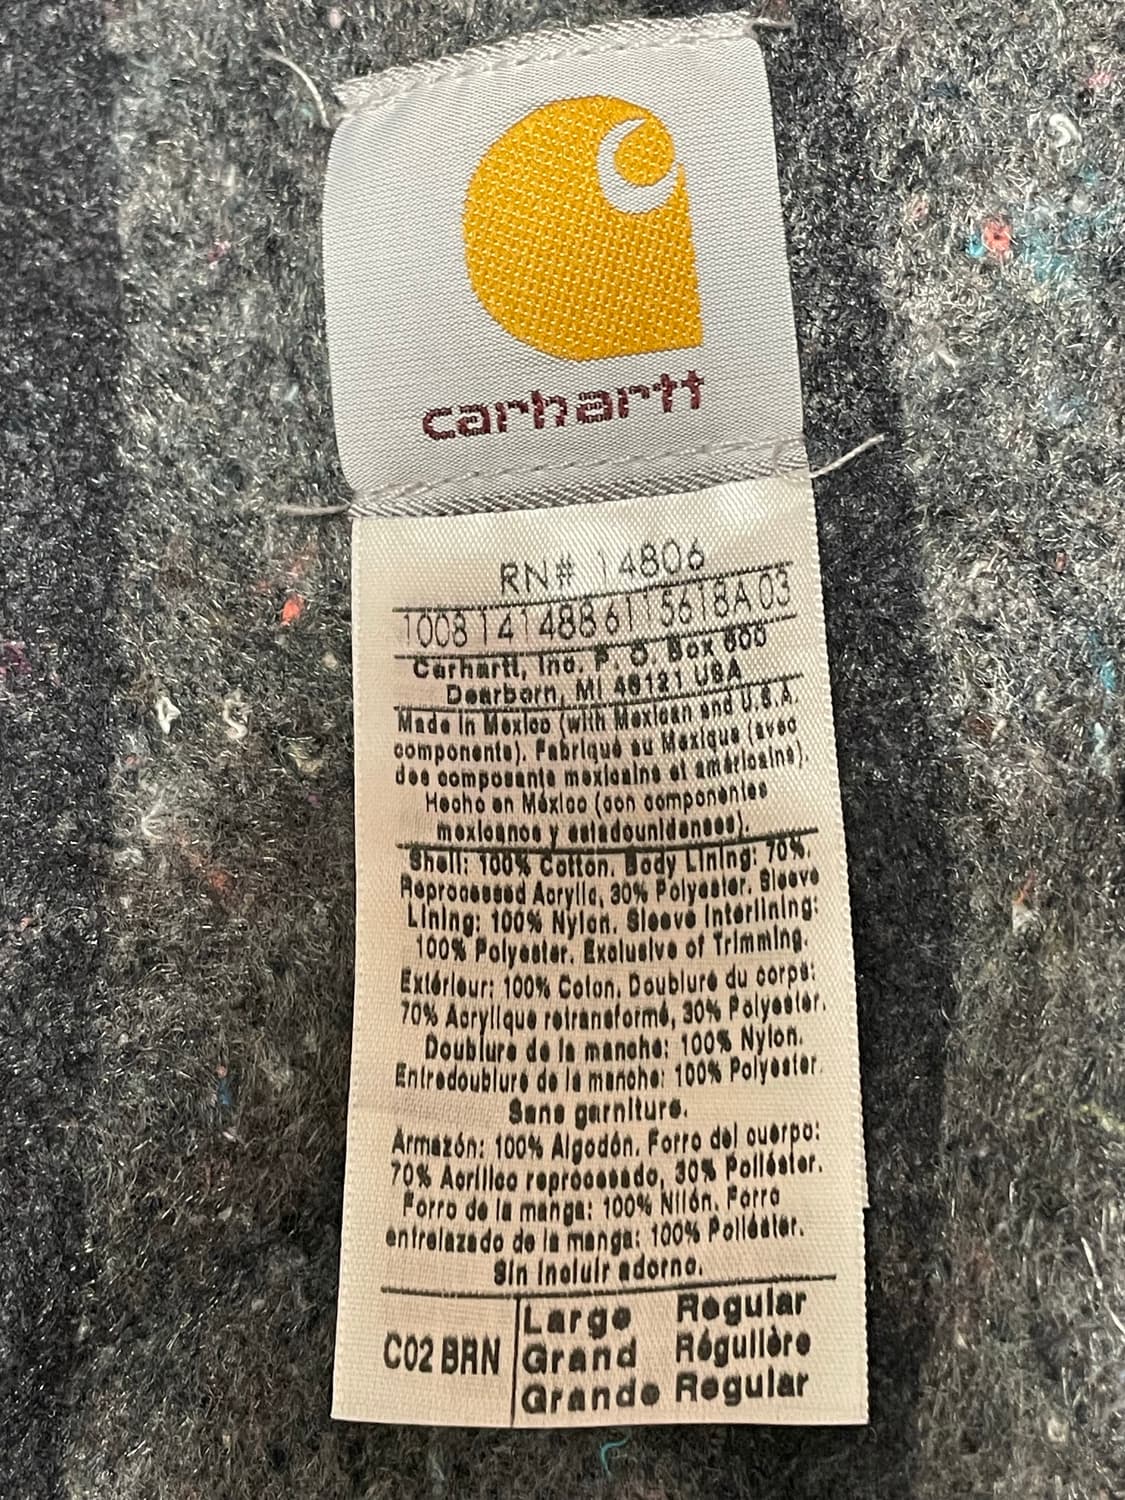 carhartt
RN# 14806
1008 141488 6115618A 03
Carhartt, Inc. P. O. Box 600
Dearborn, MI 48121 USA
Made in Mexico (with Mexican and U.S.A.
components). Fabriqué au Mexique (avec
des composants mexicains et américains).
Hecho en México (con componentes
mexicanos y estadounidenses).
Shell: 100% Cotton. Body Lining: 70%.
Reprocessed Acrylic, 30% Polyester. Sleeve
Lining: 100% Nylon. Sleeve Interlining:
100% Polyester. Exclusive of Trimming.
Extérieur: 100% Coton. Doublure du corps:
70% Acrylique retransformé, 30% Polyester.
Doublure de la manche: 100% Nylon.
Entredoublure de la manche: 100% Polyester.
Sans garniture.
Armazón: 100% Algodón. Forro del cuerpo:
70% Acrílico reprocesado, 30% Poliéster.
Forro de la manga: 100% Nilón. Forro
entrelazado de la manga: 100% Poliéster.
Sin incluir adorno.
C02 BRN
Large Regular
Grand Régulière
Grande Regular